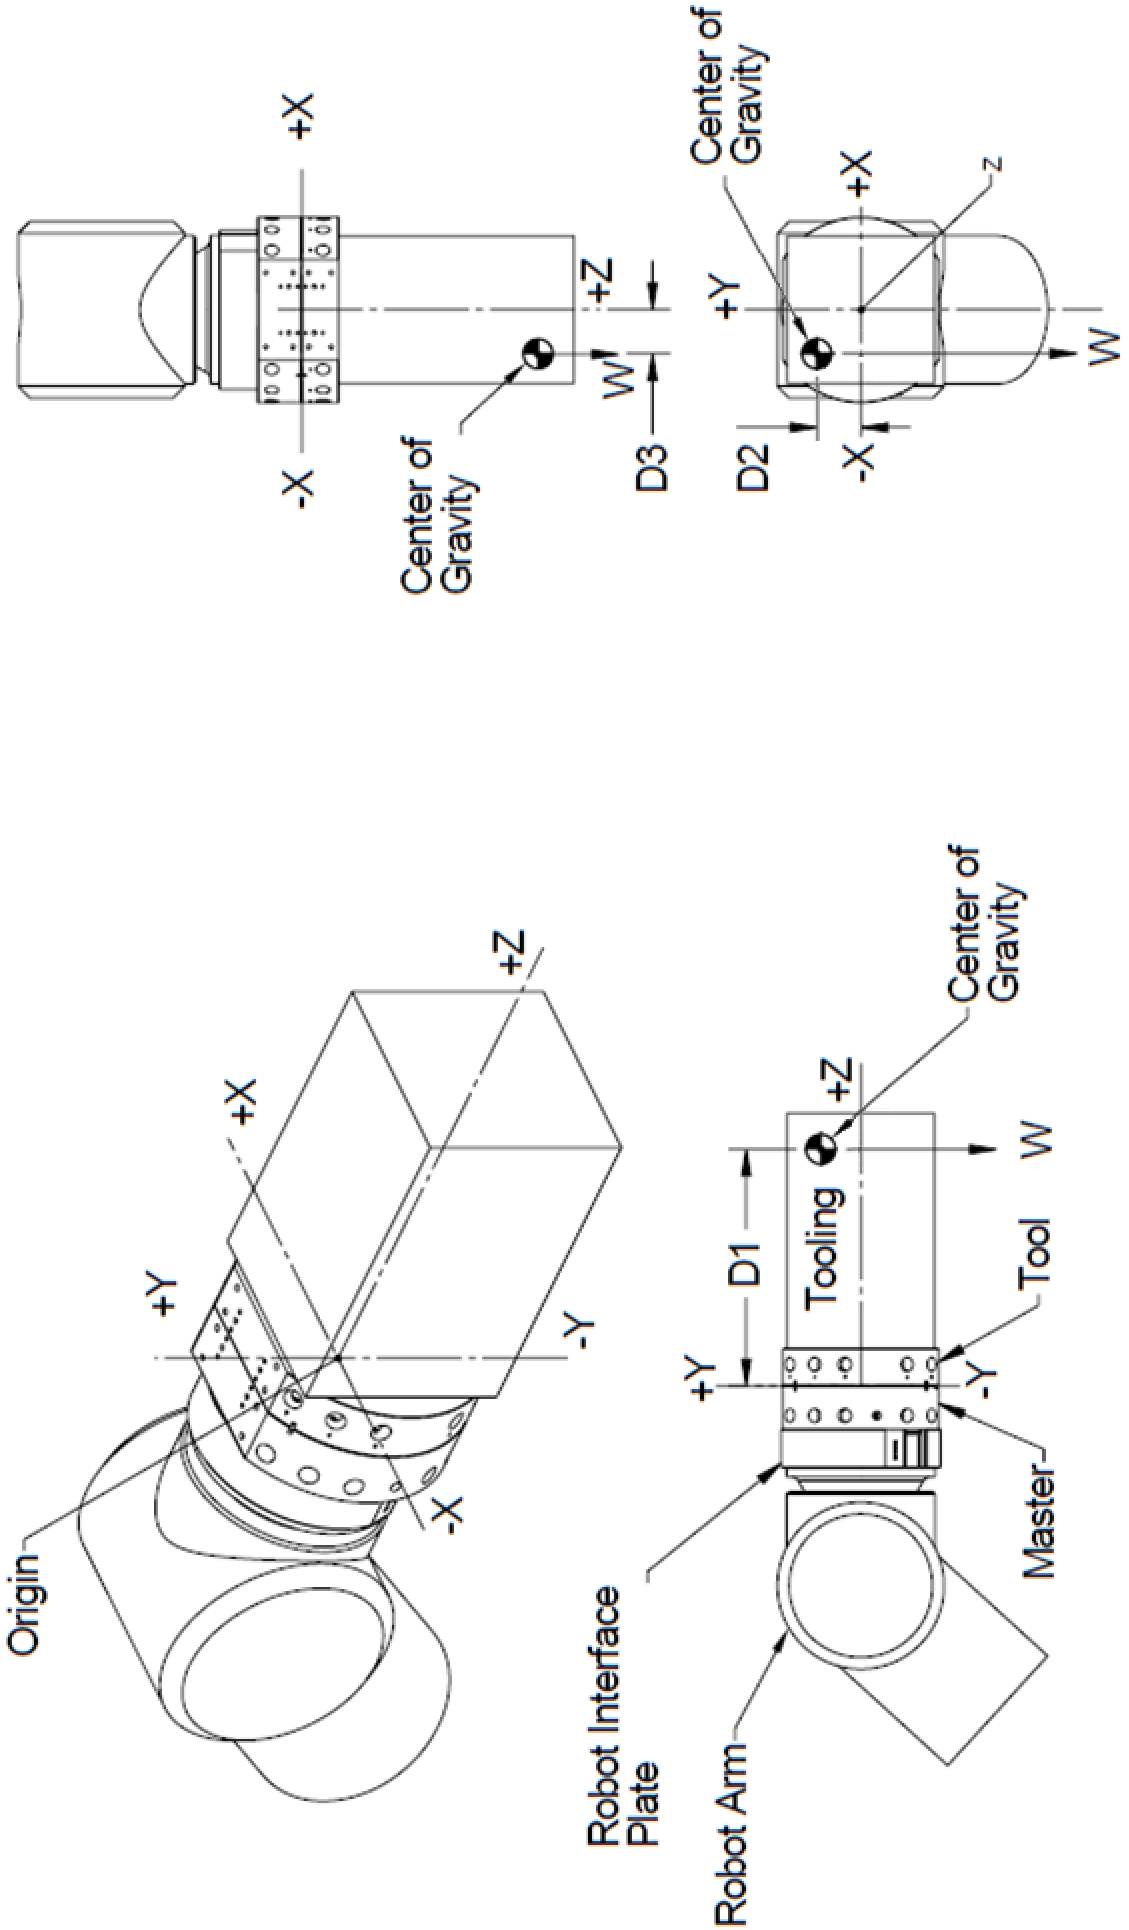 Origin
+Y
+X
-X
-Y
+Z
+X
-X
+Z
W
Center of
Gravity
D3
Robot Interface
Plate
Robot Arm
Master
Tool
+Y
-Y
D1
Tooling
+Z
W
Center of
Gravity
Center of
Gravity
+Y
+X
-X
D2
z
W